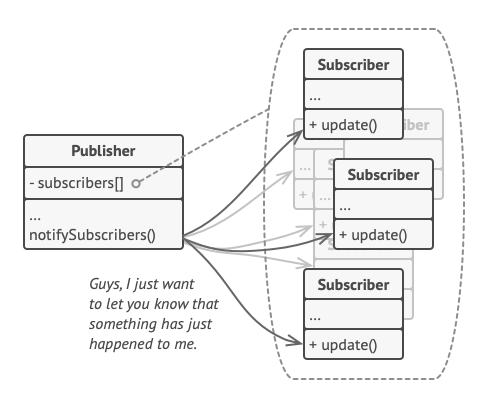 Publisher
- subscribers[]
...
notifySubscribers()
Guys, I just want
to let you know that
something has just
happened to me.
Subscriber
...
+ update()
Subscriber
...
+ update()
Subscriber
...
+ update()